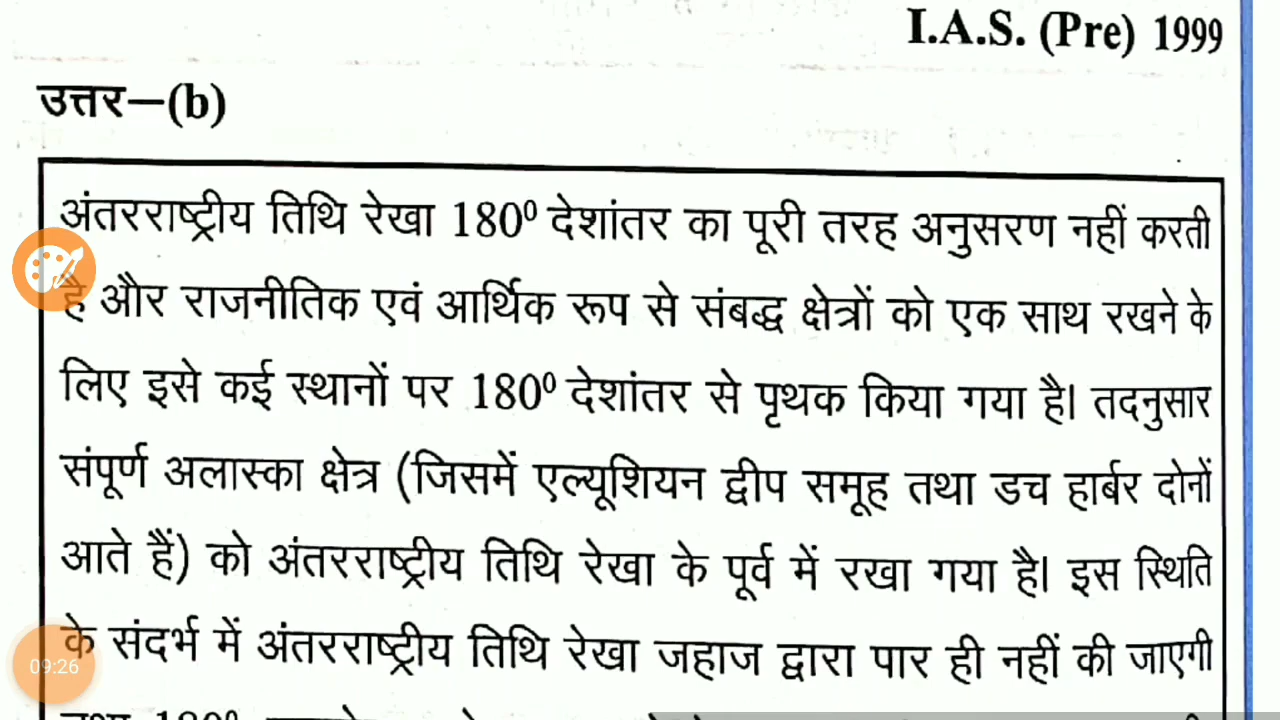 I.A.S. (Pre) 1999
उत्तर–(b)
अंतरराष्ट्रीय तिथि रेखा 180⁰ देशांतर का पूरी तरह अनुसरण नहीं करती
है और राजनीतिक एवं आर्थिक रूप से संबद्ध क्षेत्रों को एक साथ रखने के
लिए इसे कई स्थानों पर 180⁰ देशांतर से पृथक किया गया है। तदनुसार
संपूर्ण अलास्का क्षेत्र (जिसमें एल्यूशियन द्वीप समूह तथा डच हार्बर दोनों
आते हैं) को अंतरराष्ट्रीय तिथि रेखा के पूर्व में रखा गया है। इस स्थिति
के संदर्भ में अंतरराष्ट्रीय तिथि रेखा जहाज द्वारा पार ही नहीं की जाएगी
09:26